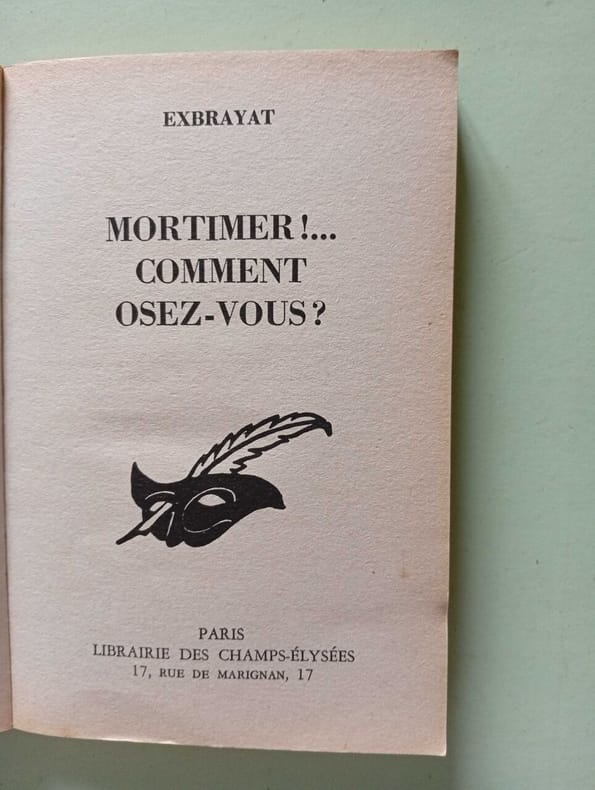 EXBRAYAT
MORTIMER !...
COMMENT
OSEZ-VOUS ?
PARIS
LIBRAIRIE DES CHAMPS-ÉLYSÉES
17, RUE DE MARIGNAN, 17